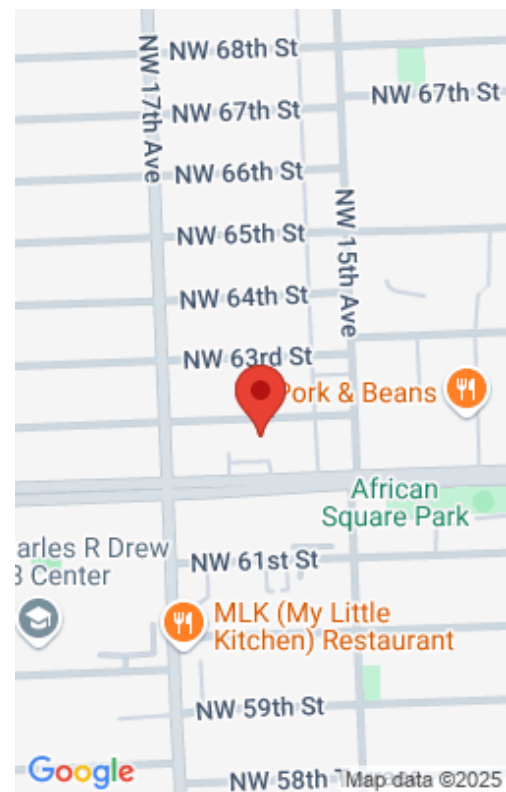 NW 68th St
NW 17th Ave
NW 67th St
NW 67th St
NW 66th St
NW 65th St
NW 15th Ave
NW 64th St
NW 63rd St
Pork & Beans
African
Square Park
arles R Drew
Center
NW 61st St
MLK (My Little
Kitchen) Restaurant
NW 59th St
Google
NW 58th
Map data ©2025